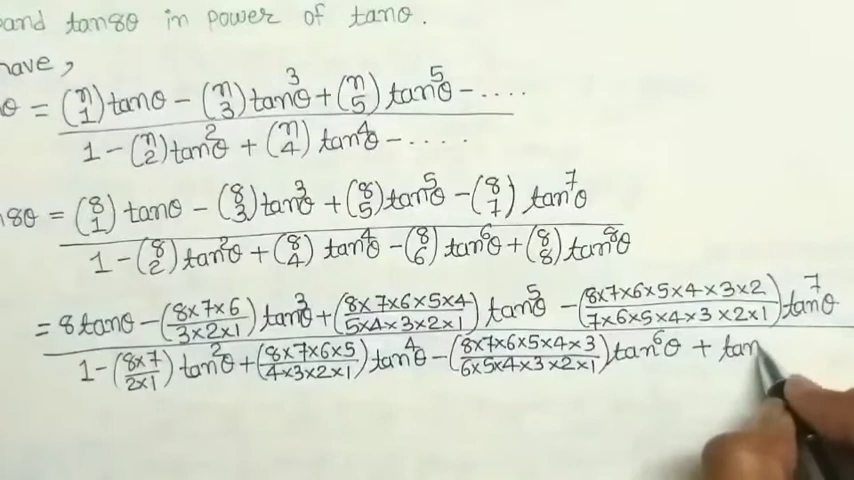 and tan8θ in power of tanθ.
have,
θ = (n 1) tanθ - (n 3) tan³θ + (n 5) tan⁵θ - ....
1 - (n 2) tan²θ + (n 4) tan⁴θ - ....
8θ = (8 1) tanθ - (8 3) tan³θ + (8 5) tan⁵θ - (8 7) tan⁷θ
1 - (8 2) tan²θ + (8 4) tan⁴θ - (8 6) tan⁶θ + (8 8) tan⁸θ
= 8tanθ - (8×7×6 / 3×2×1) tan³θ + (8×7×6×5×4 / 5×4×3×2×1) tan⁵θ - (8×7×6×5×4×3×2 / 7×6×5×4×3×2×1) tan⁷θ
1 - (8×7 / 2×1) tan²θ + (8×7×6×5 / 4×3×2×1) tan⁴θ - (8×7×6×5×4×3 / 6×5×4×3×2×1) tan⁶θ + tan